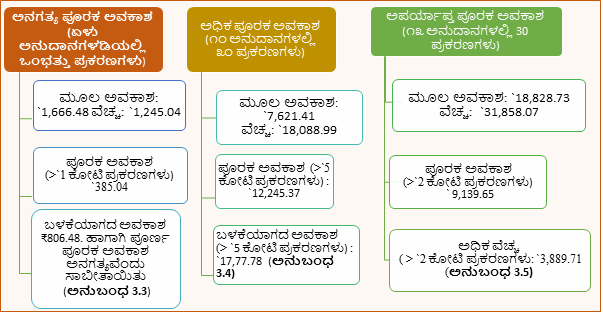 ಅನಗತ್ಯ ಪೂರಕ ಅವಕಾಶ
(ಏಳು
ಅನುದಾನಗಳಡಿಯಲ್ಲಿ
ಒಂಭತ್ತು ಪ್ರಕರಣಗಳು)
ಮೂಲ ಅವಕಾಶ:
`1,666.48 ವೆಚ್ಚ: `1,245.04
ಪೂರಕ ಅವಕಾಶ
(>`1 ಕೋಟಿ ಪ್ರಕರಣಗಳು)
`385.04
ಬಳಕೆಯಾಗದ ಅವಕಾಶ
₹806.48. ಹಾಗಾಗಿ ಪೂರ್ಣ
ಪೂರಕ ಅವಕಾಶ
ಅನಗತ್ಯವೆಂದು
ಸಾಬೀತಾಯಿತು
(ಅನುಬಂಧ 3.3)
ಅಧಿಕ ಪೂರಕ ಅವಕಾಶ
(೧೦ ಅನುದಾನಗಳಲ್ಲಿ
೩೦ ಪ್ರಕರಣಗಳು)
ಮೂಲ ಅವಕಾಶ:
`7,621.41
ವೆಚ್ಚ: `18,088.99
ಪೂರಕ ಅವಕಾಶ (>`5
ಕೋಟಿ ಪ್ರಕರಣಗಳು) :
`12,245.37
ಬಳಕೆಯಾಗದ ಅವಕಾಶ
(> `5 ಕೋಟಿ ಪ್ರಕರಣಗಳು) :
`17,77.78 (ಅನುಬಂಧ
3.4)
ಅಪರ್ಯಾಪ್ತ ಪೂರಕ ಅವಕಾಶ
(೧೩ ಅನುದಾನಗಳಲ್ಲಿ 30
ಪ್ರಕರಣಗಳು)
ಮೂಲ ಅವಕಾಶ: `18,828.73
ವೆಚ್ಚ: `31,858.07
ಪೂರಕ ಅವಕಾಶ
(>`2 ಕೋಟಿ ಪ್ರಕರಣಗಳು)
` 9,139.65
ಅಧಿಕ ವೆಚ್ಚ
( > `2 ಕೋಟಿ ಪ್ರಕರಣಗಳು: `3,889.71
(ಅನುಬಂಧ 3.5)